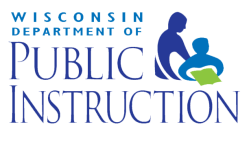 WISCONSIN
DEPARTMENT OF
PUBLIC
INSTRUCTION